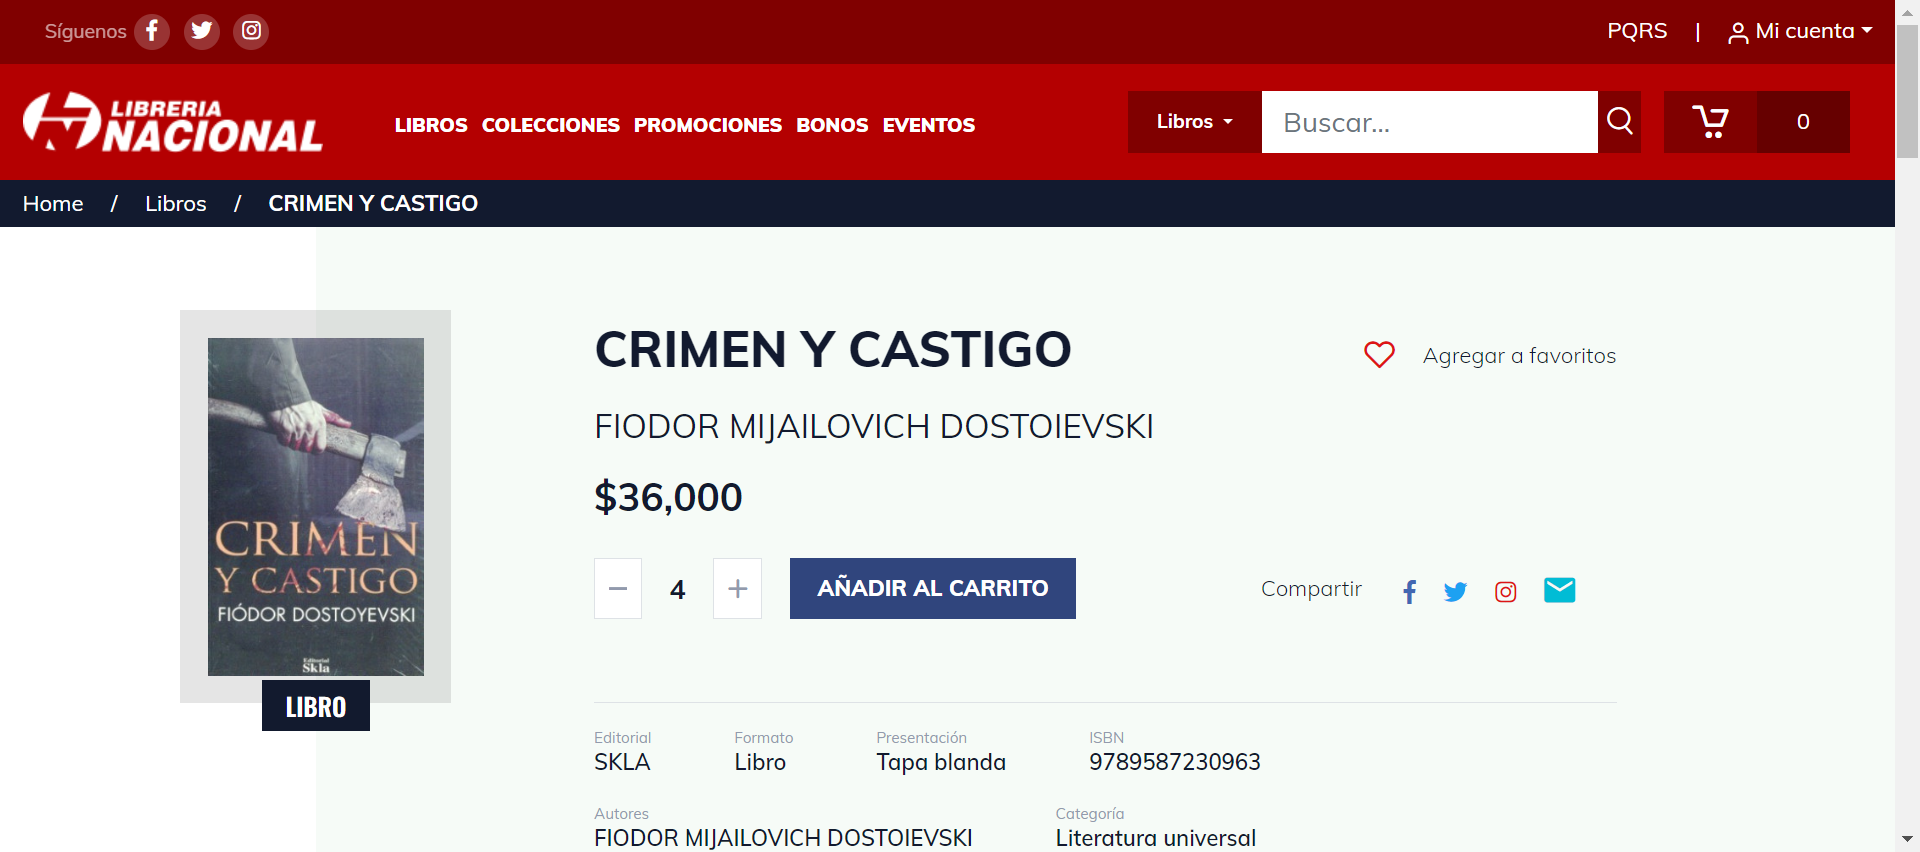 Síguenos
PQRS | Mi cuenta
LIBRERIA
NACIONAL
LIBROS COLECCIONES PROMOCIONES BONOS EVENTOS
Libros
Buscar...
0
Home / Libros / CRIMEN Y CASTIGO
CRIMEN
Y CASTIGO
FIÓDOR DOSTOYEVSKI
Editorial
Skla
LIBRO
CRIMEN Y CASTIGO
Agregar a favoritos
FIODOR MIJAILOVICH DOSTOIEVSKI
$36,000
− 4 +
AÑADIR AL CARRITO
Compartir
Editorial
SKLA
Formato
Libro
Presentación
Tapa blanda
ISBN
9789587230963
Autores
FIODOR MIJAILOVICH DOSTOIEVSKI
Categoría
Literatura universal